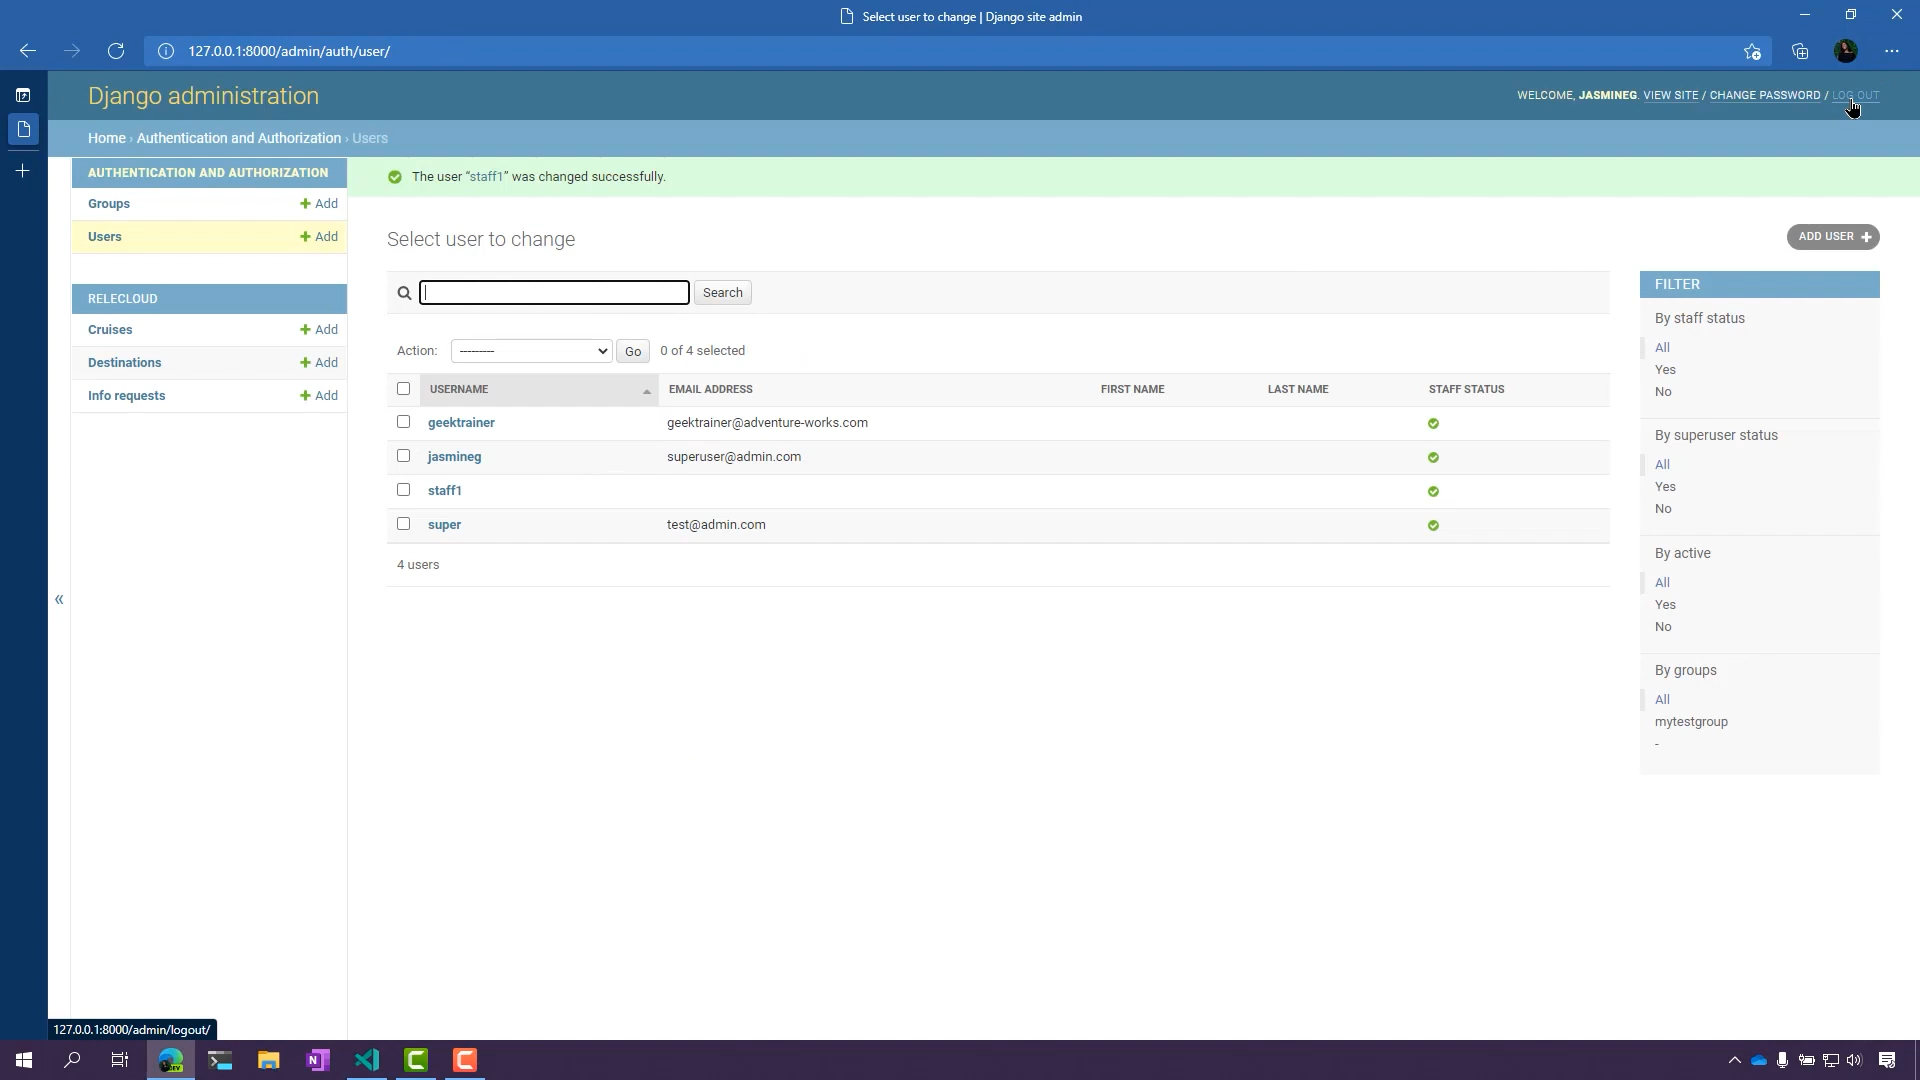 Select user to change | Django site admin
127.0.0.1:8000/admin/auth/user/
Django administration
WELCOME, JASMINEG. VIEW SITE / CHANGE PASSWORD / LOG OUT
Home › Authentication and Authorization › Users
AUTHENTICATION AND AUTHORIZATION
Groups + Add
Users + Add
RELECLOUD
Cruises + Add
Destinations + Add
Info requests + Add
«
The user “staff1” was changed successfully.
Select user to change
ADD USER +
Search
Action: --------- Go 0 of 4 selected
USERNAME EMAIL ADDRESS FIRST NAME LAST NAME STAFF STATUS
geektrainer geektrainer@adventure-works.com
jasmineg superuser@admin.com
staff1
super test@admin.com
4 users
FILTER
By staff status
All
Yes
No
By superuser status
All
Yes
No
By active
All
Yes
No
By groups
All
mytestgroup
-
127.0.0.1:8000/admin/logout/